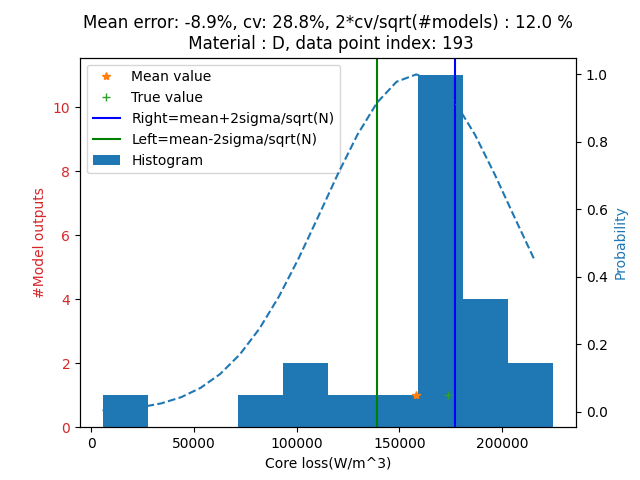 Mean error: -8.9%, cv: 28.8%, 2*cv/sqrt(#models) : 12.0 %
Material : D, data point index: 193
Mean value
True value
Right=mean+2sigma/sqrt(N)
Left=mean-2sigma/sqrt(N)
Histogram
#Model outputs
0
2
4
6
8
10
0.0
0.2
0.4
0.6
0.8
1.0
Probability
0
50000
100000
150000
200000
Core loss(W/m^3)